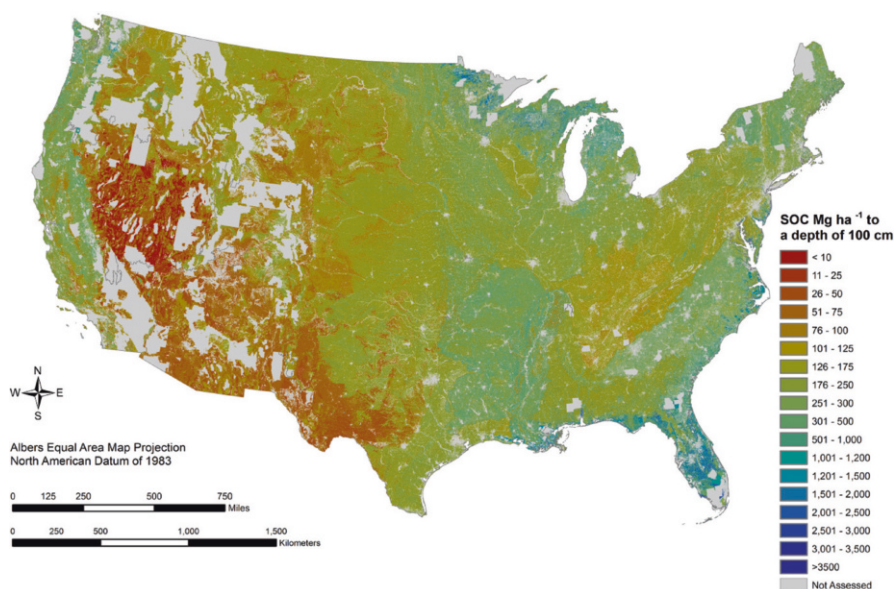 SOC Mg ha -1 to
a depth of 100 cm
< 10
11 - 25
26 - 50
51 - 75
76 - 100
101 - 125
126 - 175
176 - 250
251 - 300
301 - 500
501 - 1,000
1,001 - 1,200
1,201 - 1,500
1,501 - 2,000
2,001 - 2,500
2,501 - 3,000
3,001 - 3,500
>3500
Not Assessed
N
W E
S
Albers Equal Area Map Projection
North American Datum of 1983
0 125 250 500 750
Miles
0 250 500 1,000 1,500
Kilometers